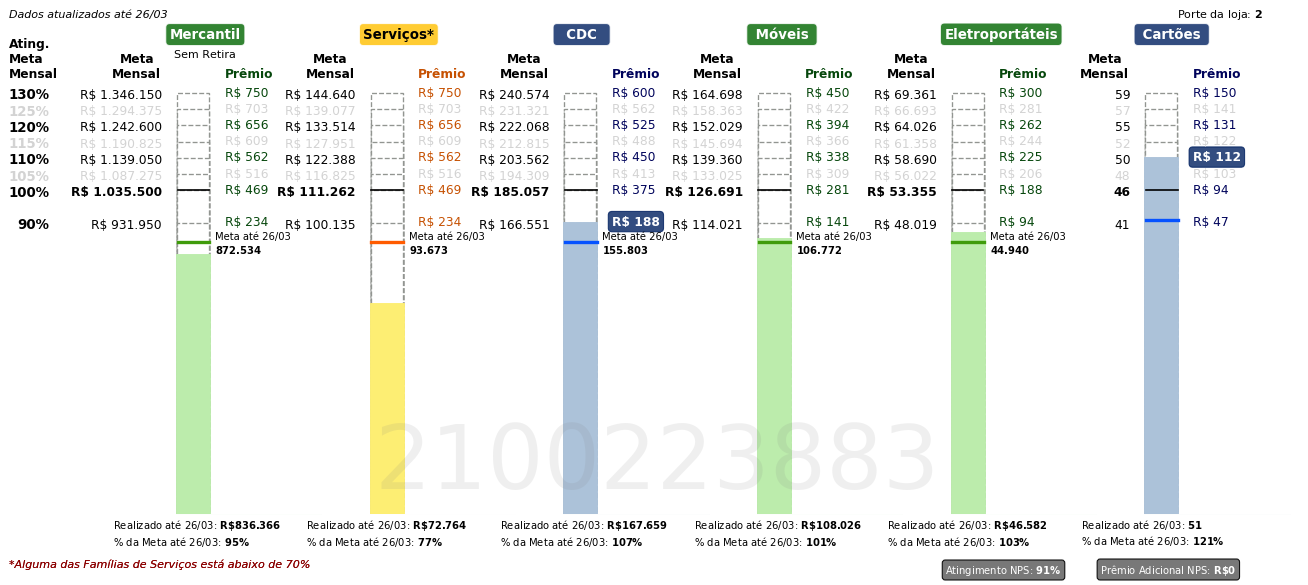 Dados atualizados até 26/03 Porte da loja: 2
Mercantil Serviços* CDC Móveis Eletroportáteis Cartões
Ating. Meta Mensal Meta Mensal Sem Retira Prêmio Meta Mensal Prêmio Meta Mensal Prêmio Meta Mensal Prêmio Meta Mensal Prêmio Meta Mensal Prêmio
130% R$ 1.346.150 R$ 750 R$ 144.640 R$ 750 R$ 240.574 R$ 600 R$ 164.698 R$ 450 R$ 69.361 R$ 300 59 R$ 150
125% R$ 1.294.375 R$ 703 R$ 139.077 R$ 703 R$ 231.321 R$ 562 R$ 158.363 R$ 422 R$ 66.693 R$ 281 57 R$ 141
120% R$ 1.242.600 R$ 656 R$ 133.514 R$ 656 R$ 222.068 R$ 525 R$ 152.029 R$ 394 R$ 64.026 R$ 262 55 R$ 131
115% R$ 1.190.825 R$ 609 R$ 127.951 R$ 609 R$ 212.815 R$ 488 R$ 145.694 R$ 366 R$ 61.358 R$ 244 52 R$ 122
110% R$ 1.139.050 R$ 562 R$ 122.388 R$ 562 R$ 203.562 R$ 450 R$ 139.360 R$ 338 R$ 58.690 R$ 225 50 R$ 112
105% R$ 1.087.275 R$ 516 R$ 116.825 R$ 516 R$ 194.309 R$ 413 R$ 133.025 R$ 309 R$ 56.022 R$ 206 48 R$ 103
100% R$ 1.035.500 R$ 469 R$ 111.262 R$ 469 R$ 185.057 R$ 375 R$ 126.691 R$ 281 R$ 53.355 R$ 188 46 R$ 94
90% R$ 931.950 R$ 234 R$ 100.135 R$ 234 R$ 166.551 R$ 188 R$ 114.021 R$ 141 R$ 48.019 R$ 94 41 R$ 47
Meta até 26/03 Meta até 26/03 Meta até 26/03 Meta até 26/03 Meta até 26/03
872.534 93.673 155.803 106.772 44.940
2100223883
Realizado até 26/03: R$836.366 Realizado até 26/03: R$72.764 Realizado até 26/03: R$167.659 Realizado até 26/03: R$108.026 Realizado até 26/03: R$46.582 Realizado até 26/03: 51
% da Meta até 26/03: 95% % da Meta até 26/03: 77% % da Meta até 26/03: 107% % da Meta até 26/03: 101% % da Meta até 26/03: 103% % da Meta até 26/03: 121%
*Alguma das Famílias de Serviços está abaixo de 70% Atingimento NPS: 91% Prêmio Adicional NPS: R$0